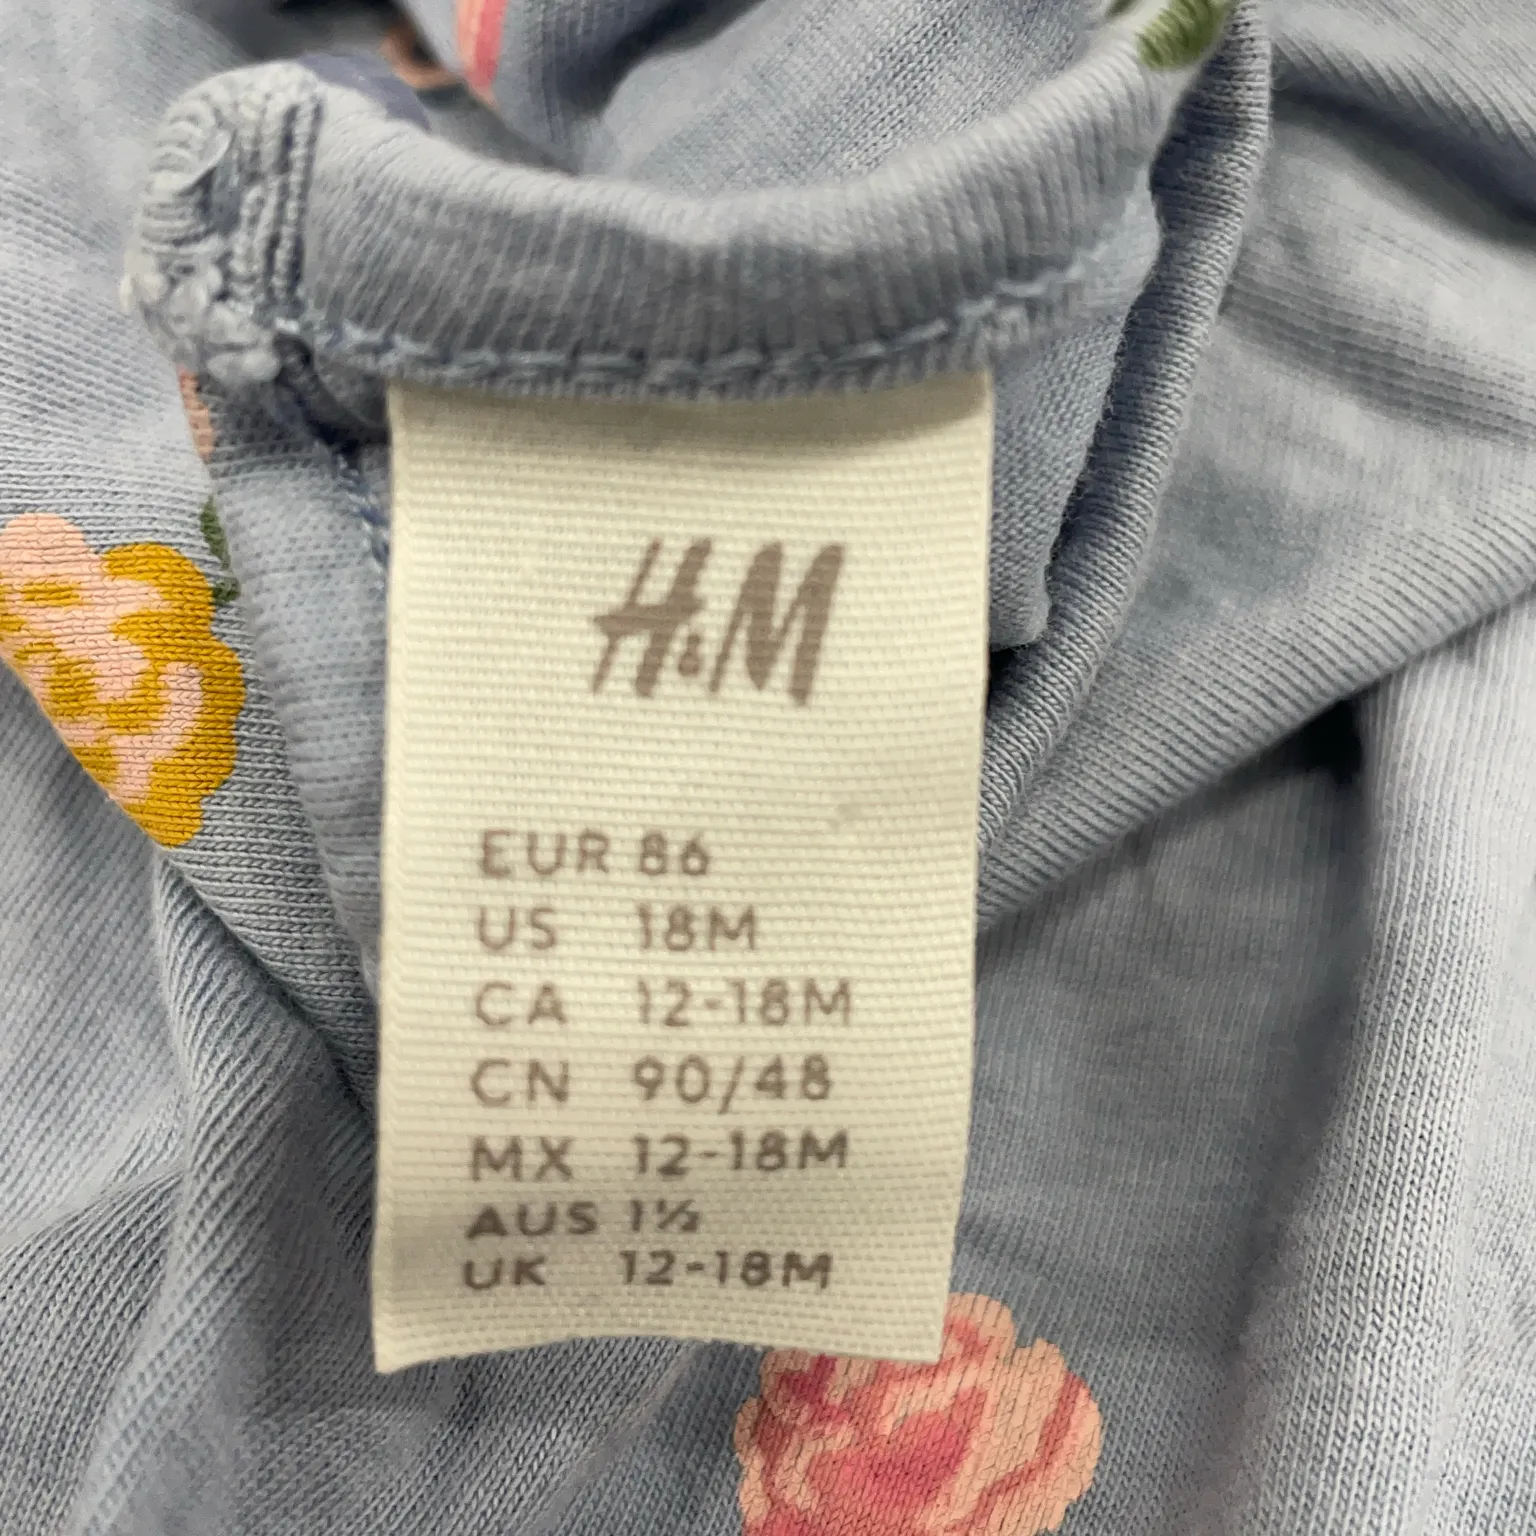 H&M
EUR 86
US 18M
CA 12-18M
CN 90/48
MX 12-18M
AUS 1½
UK 12-18M